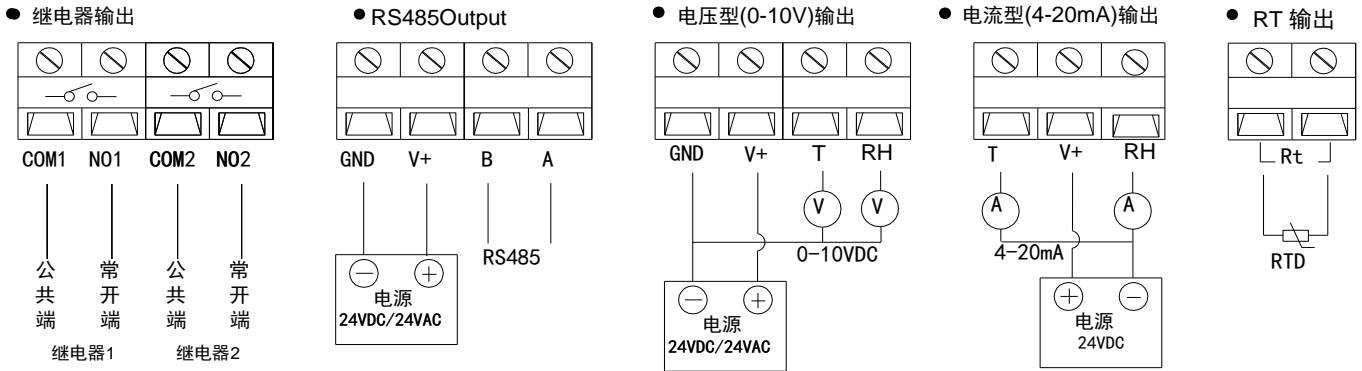 ● 继电器输出
COM1 NO1 COM2 NO2
公共端
常开端
公共端
常开端
继电器1 继电器2
● RS485Output
GND V+ B A
RS485
电源
24VDC/24VAC
● 电压型(0-10V)输出
GND V+ T RH
V V
0-10VDC
电源
24VDC/24VAC
● 电流型(4-20mA)输出
T V+ RH
A A
4-20mA
电源
24VDC
● RT 输出
Rt
RTD